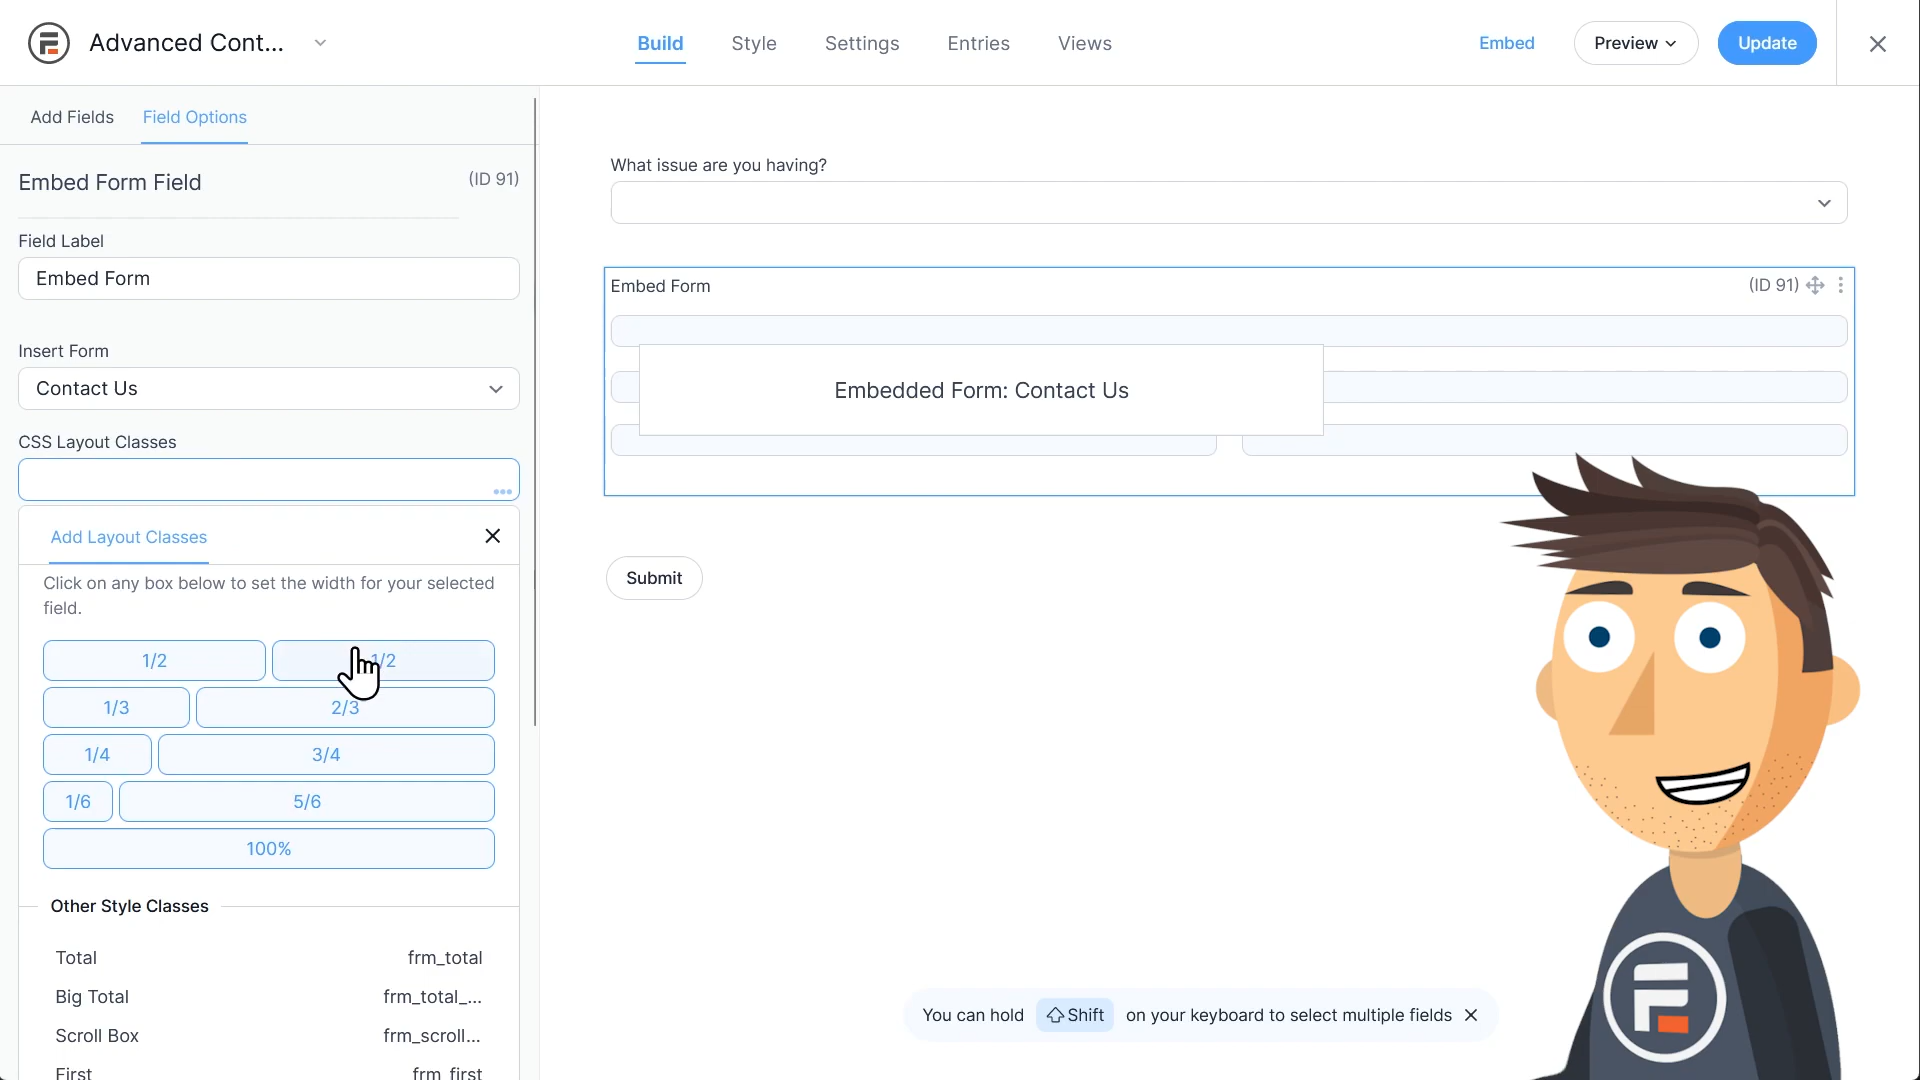 Advanced Cont...
Build
Style
Settings
Entries
Views
Embed
Preview
Update
Add Fields
Field Options
Embed Form Field
(ID 91)
Field Label
Embed Form
Insert Form
Contact Us
CSS Layout Classes
Add Layout Classes
Click on any box below to set the width for your selected
field.
1/2
1/2
1/3
2/3
1/4
3/4
1/6
5/6
100%
Other Style Classes
Total
frm_total
Big Total
frm_total_...
Scroll Box
frm_scroll...
First
frm_first
What issue are you having?
Embed Form
(ID 91)
Embedded Form: Contact Us
Submit
You can hold Shift on your keyboard to select multiple fields